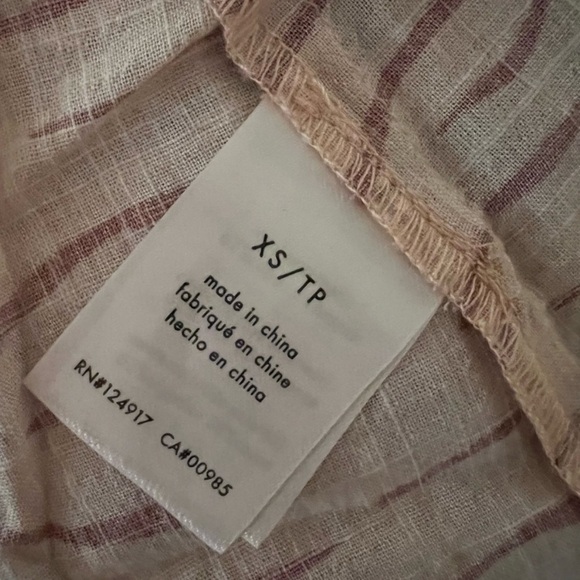 XS/TP
made in china
fabriqué en chine
hecho en china
RN#124917 CA#00985